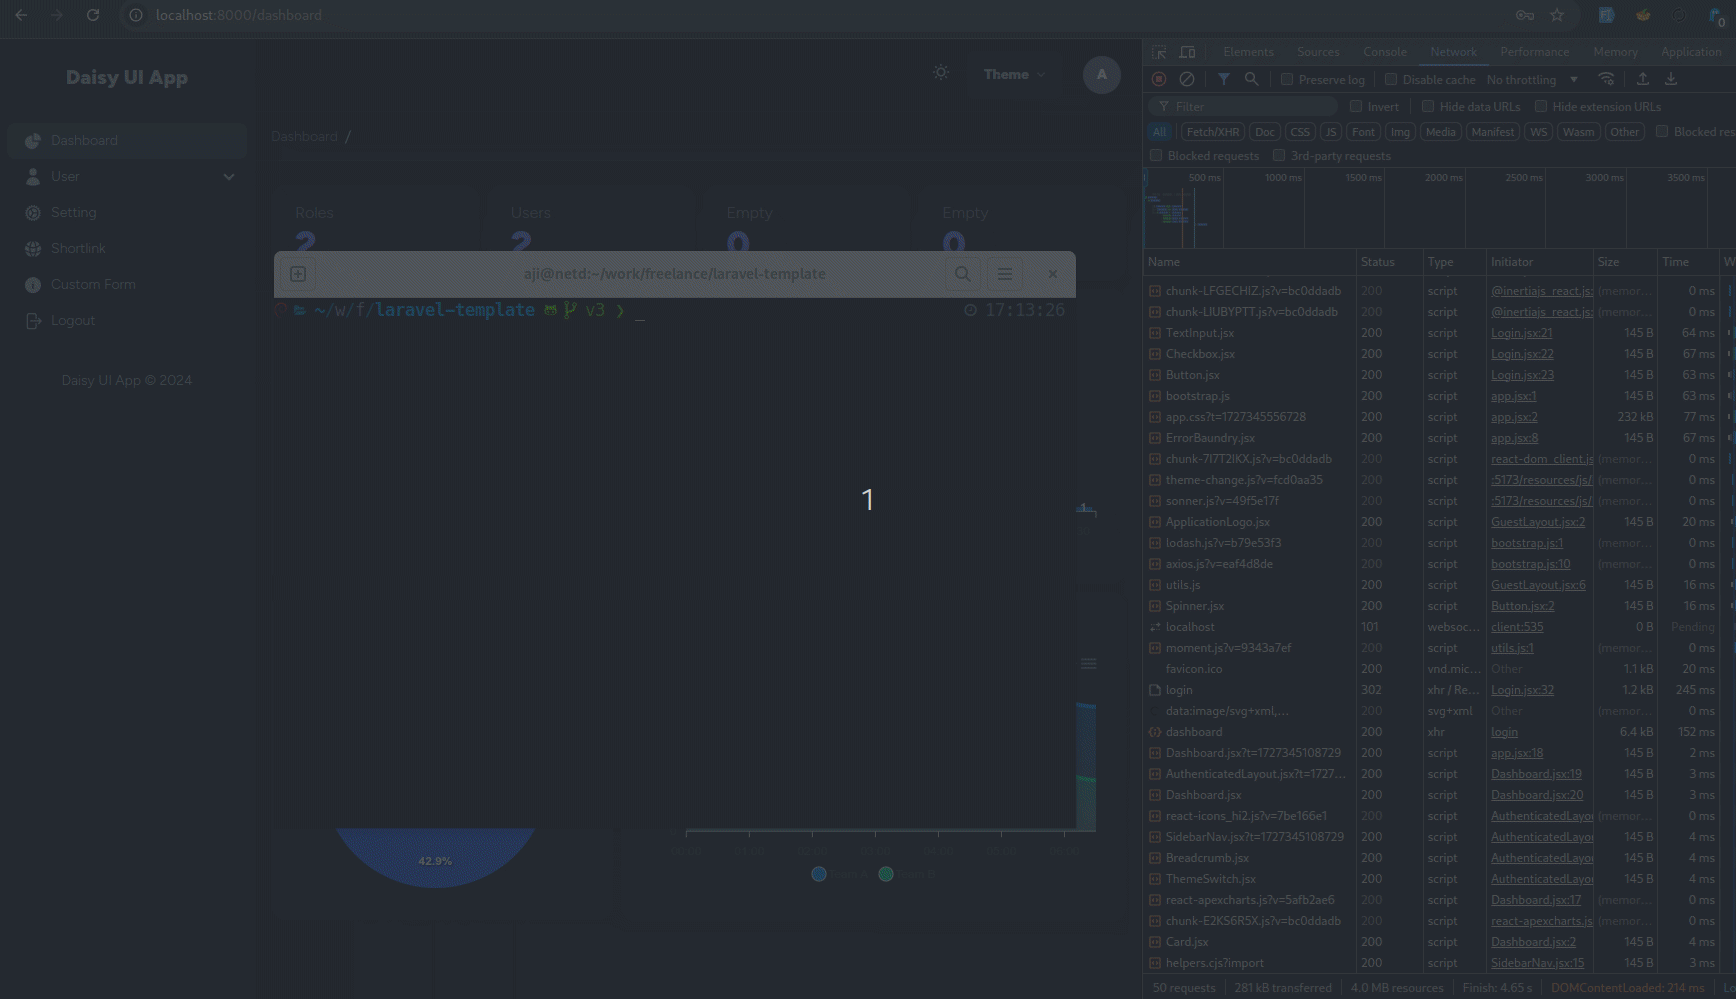 localhost:8000/dashboard
0
Daisy UI App
Theme
A
Dashboard
User
Setting
Shortlink
Custom Form
Logout
Daisy UI App © 2024
Dashboard /
Roles
2
Users
2
Empty
0
Empty
0
aji@netd:~/work/freelance/laravel-template
~/w/f/laravel-template v3 ❯ _ 17:13:26
1
1
42.9%
Elements Sources Console Network Performance Memory Application
Preserve log Disable cache No throttling
Filter Invert Hide data URLs Hide extension URLs
All Fetch/XHR Doc CSS JS Font Img Media Manifest WS Wasm Other Blocked res
Blocked requests 3rd-party requests
500 ms 1000 ms 1500 ms 2000 ms 2500 ms 3000 ms 3500 ms
Name Status Type Initiator Size Time W
chunk-LFGECHIZ.js?v=bc0ddadb 200 script @inertiajs_react.js: (memor... 0 ms
chunk-LIUBYPTT.js?v=bc0ddadb 200 script @inertiajs_react.js: (memor... 0 ms
TextInput.jsx 200 script Login.jsx:21 145 B 64 ms
Checkbox.jsx 200 script Login.jsx:22 145 B 67 ms
Button.jsx 200 script Login.jsx:23 145 B 63 ms
bootstrap.js 200 script app.jsx:1 145 B 63 ms
app.css?t=1727345556728 200 script app.jsx:2 232 kB 77 ms
ErrorBaundry.jsx 200 script app.jsx:8 145 B 67 ms
chunk-7I7T2IKX.js?v=bc0ddadb 200 script react-dom_client.js (memor... 0 ms
theme-change.js?v=fcd0aa35 200 script :5173/resources/js/ (memor... 0 ms
sonner.js?v=49f5e17f 200 script :5173/resources/js/ (memor... 0 ms
ApplicationLogo.jsx 200 script GuestLayout.jsx:2 145 B 20 ms
lodash.js?v=b79e53f3 200 script bootstrap.js:1 (memor... 0 ms
axios.js?v=eaf4d8de 200 script bootstrap.js:10 (memor... 0 ms
utils.js 200 script GuestLayout.jsx:6 145 B 16 ms
Spinner.jsx 200 script Button.jsx:2 145 B 16 ms
localhost 101 websoc... client:535 0 B Pending
moment.js?v=9343a7ef 200 script utils.js:1 (memor... 0 ms
favicon.ico 200 vnd.mic... Other 1.1 kB 20 ms
login 302 xhr / Re... Login.jsx:32 1.2 kB 245 ms
data:image/svg+xml,... 200 svg+xml Other (memor... 0 ms
dashboard 200 xhr login 6.4 kB 152 ms
Dashboard.jsx?t=1727345108729 200 script app.jsx:18 145 B 2 ms
AuthenticatedLayout.jsx?t=1727... 200 script Dashboard.jsx:19 145 B 3 ms
Dashboard.jsx 200 script Dashboard.jsx:20 145 B 3 ms
react-icons_hi2.js?v=7be166e1 200 script AuthenticatedLayou (memor... 0 ms
SidebarNav.jsx?t=1727345108729 200 script AuthenticatedLayou 145 B 4 ms
Breadcrumb.jsx 200 script AuthenticatedLayou 145 B 4 ms
ThemeSwitch.jsx 200 script AuthenticatedLayou 145 B 4 ms
react-apexcharts.js?v=5afb2ae6 200 script Dashboard.jsx:17 (memor... 0 ms
chunk-E2KS6R5X.js?v=bc0ddadb 200 script react-apexcharts.js (memor... 0 ms
Card.jsx 200 script Dashboard.jsx:2 145 B 4 ms
helpers.cjs?import 200 script SidebarNav.jsx:15 145 B 3 ms
50 requests 281 kB transferred 4.0 MB resources Finish: 4.65 s DOMContentLoaded: 214 ms Lo